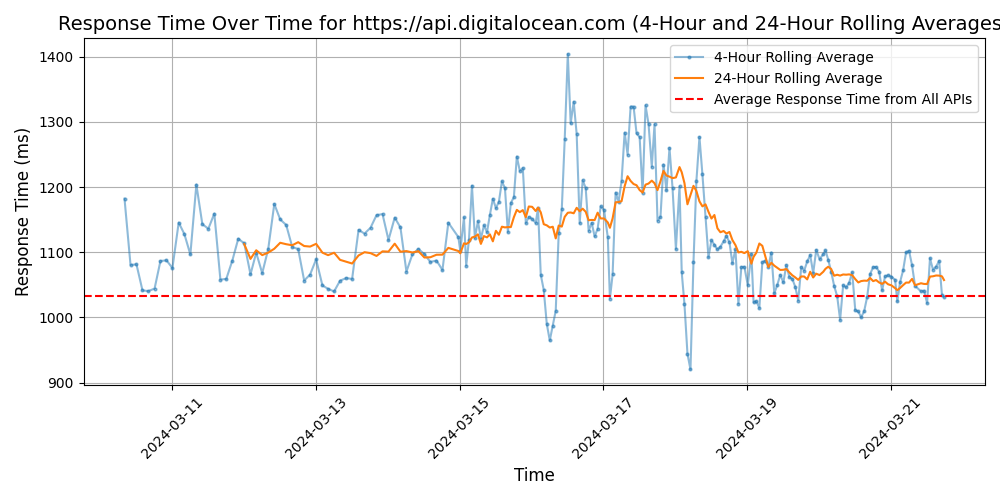 Response Time Over Time for https://api.digitalocean.com (4-Hour and 24-Hour Rolling Averages
4-Hour Rolling Average
24-Hour Rolling Average
Average Response Time from All APIs
Response Time (ms)
1400
1300
1200
1100
1000
900
2024-03-11
2024-03-13
2024-03-15
2024-03-17
2024-03-19
2024-03-21
Time